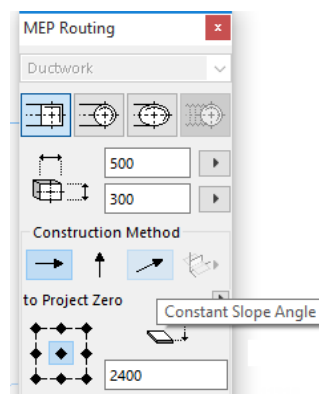 MEP Routing
x
Ductwork
500
300
Construction Method
to Project Zero
Constant Slope Angle
2400